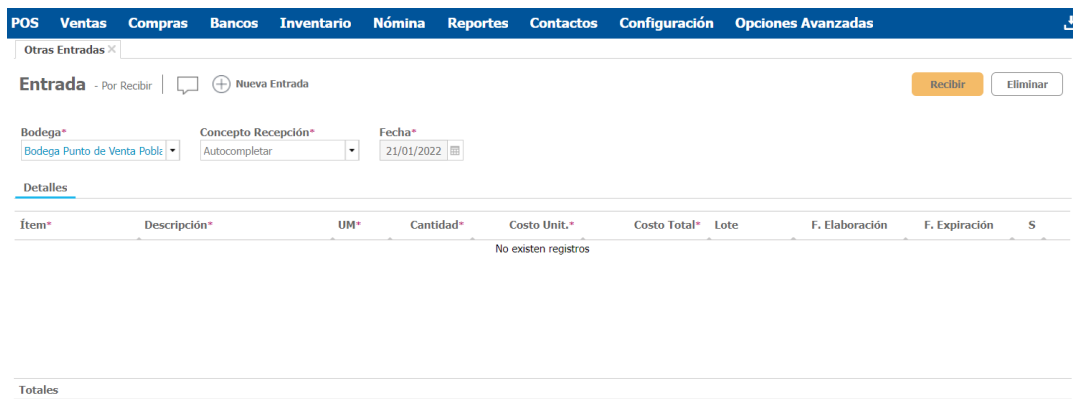 POS Ventas Compras Bancos Inventario Nómina Reportes Contactos Configuración Opciones Avanzadas
Otras Entradas
Entrada - Por Recibir Nueva Entrada Recibir Eliminar
Bodega* Concepto Recepción* Fecha*
Bodega Punto de Venta Pobla Autocompletar 21/01/2022
Detalles
Ítem* Descripción* UM* Cantidad* Costo Unit.* Costo Total* Lote F. Elaboración F. Expiración S
No existen registros
Totales